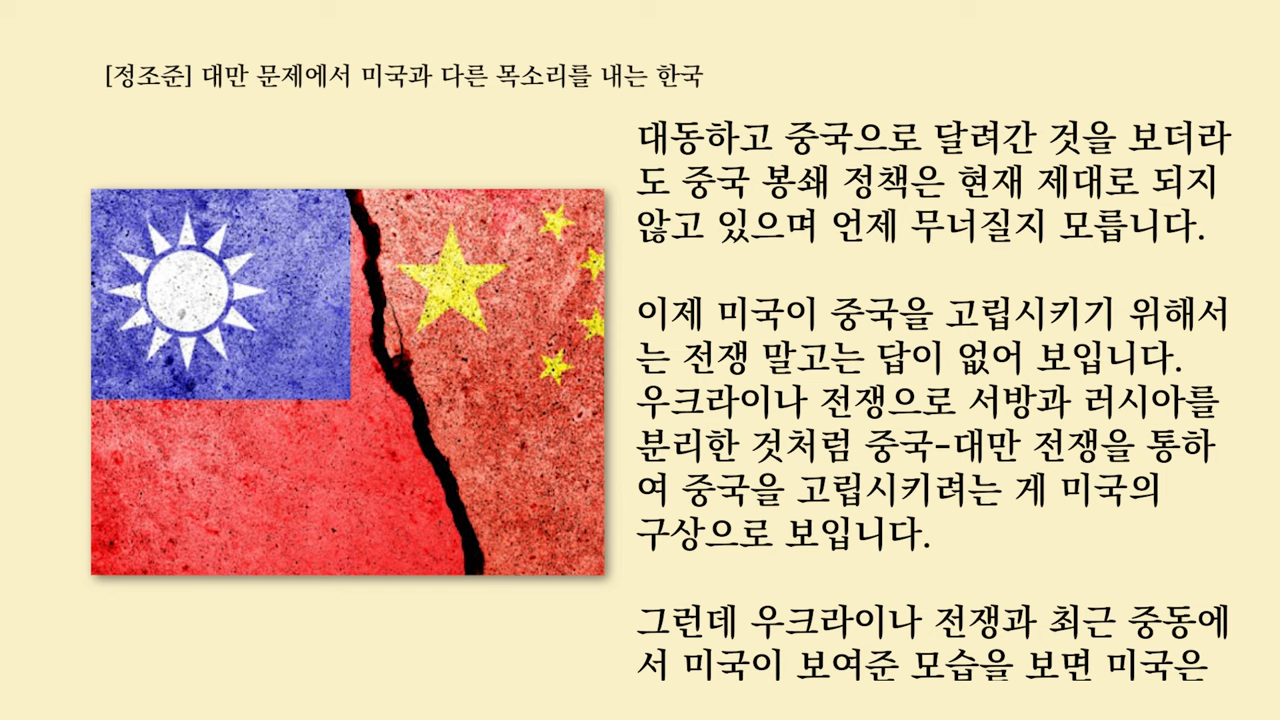 [정조준] 대만 문제에서 미국과 다른 목소리를 내는 한국
대동하고 중국으로 달려간 것을 보더라
도 중국 봉쇄 정책은 현재 제대로 되지
않고 있으며 언제 무너질지 모릅니다.
이제 미국이 중국을 고립시키기 위해서
는 전쟁 말고는 답이 없어 보입니다.
우크라이나 전쟁으로 서방과 러시아를
분리한 것처럼 중국-대만 전쟁을 통하
여 중국을 고립시키려는 게 미국의
구상으로 보입니다.
그런데 우크라이나 전쟁과 최근 중동에
서 미국이 보여준 모습을 보면 미국은